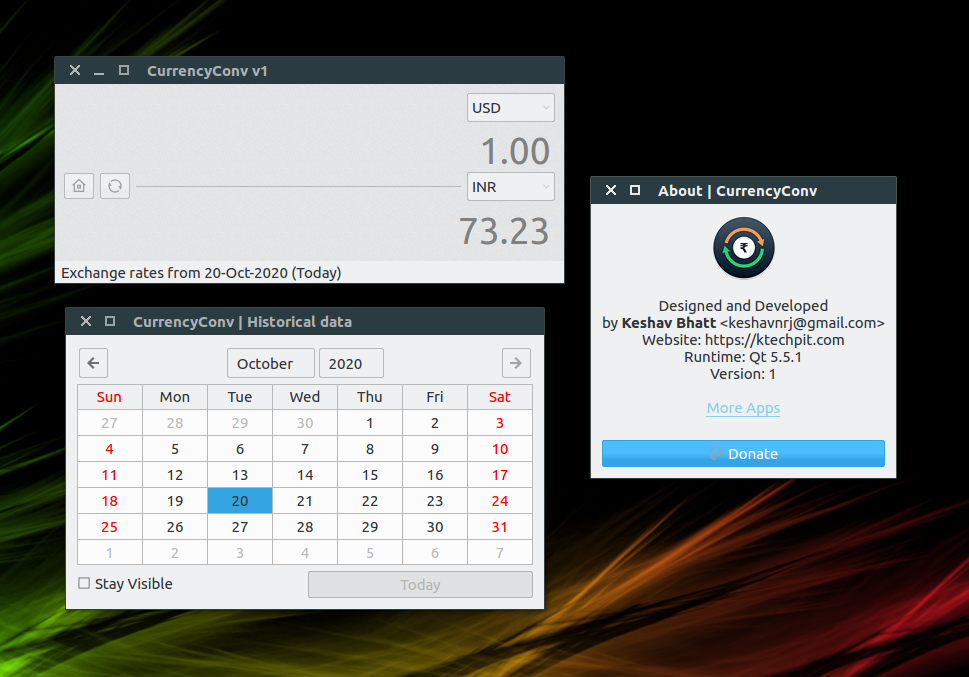 CurrencyConv v1
USD
1.00
INR
73.23
Exchange rates from 20-Oct-2020 (Today)
About | CurrencyConv
₹
Designed and Developed
by Keshav Bhatt <keshavnrj@gmail.com>
Website: https://ktechpit.com
Runtime: Qt 5.5.1
Version: 1
More Apps
Donate
CurrencyConv | Historical data
October 2020
Sun Mon Tue Wed Thu Fri Sat
27 28 29 30 1 2 3
4 5 6 7 8 9 10
11 12 13 14 15 16 17
18 19 20 21 22 23 24
25 26 27 28 29 30 31
1 2 3 4 5 6 7
Stay Visible Today